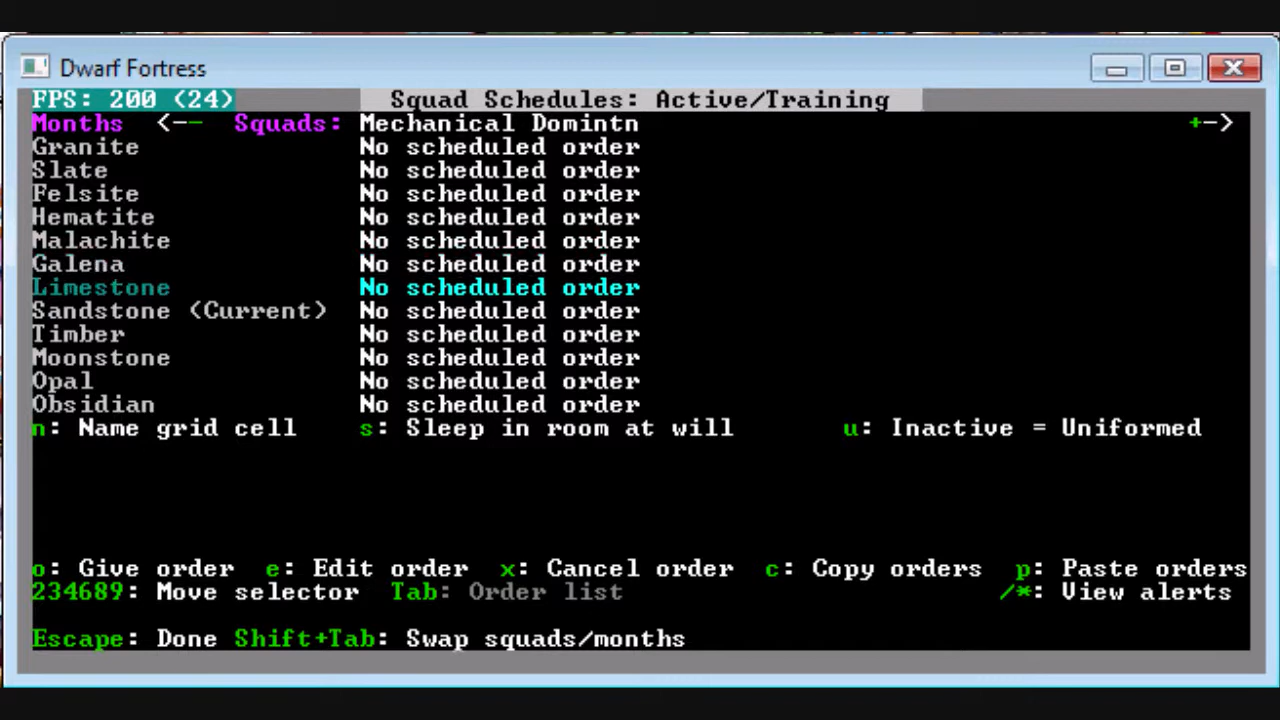 Dwarf Fortress
FPS: 200 (24) Squad Schedules: Active/Training
Months <-- Squads: Mechanical Domintn +->
Granite No scheduled order
Slate No scheduled order
Felsite No scheduled order
Hematite No scheduled order
Malachite No scheduled order
Galena No scheduled order
Limestone No scheduled order
Sandstone (Current) No scheduled order
Timber No scheduled order
Moonstone No scheduled order
Opal No scheduled order
Obsidian No scheduled order
n: Name grid cell s: Sleep in room at will u: Inactive = Uniformed
o: Give order e: Edit order x: Cancel order c: Copy orders p: Paste orders
234689: Move selector Tab: Order list /*: View alerts
Escape: Done Shift+Tab: Swap squads/months